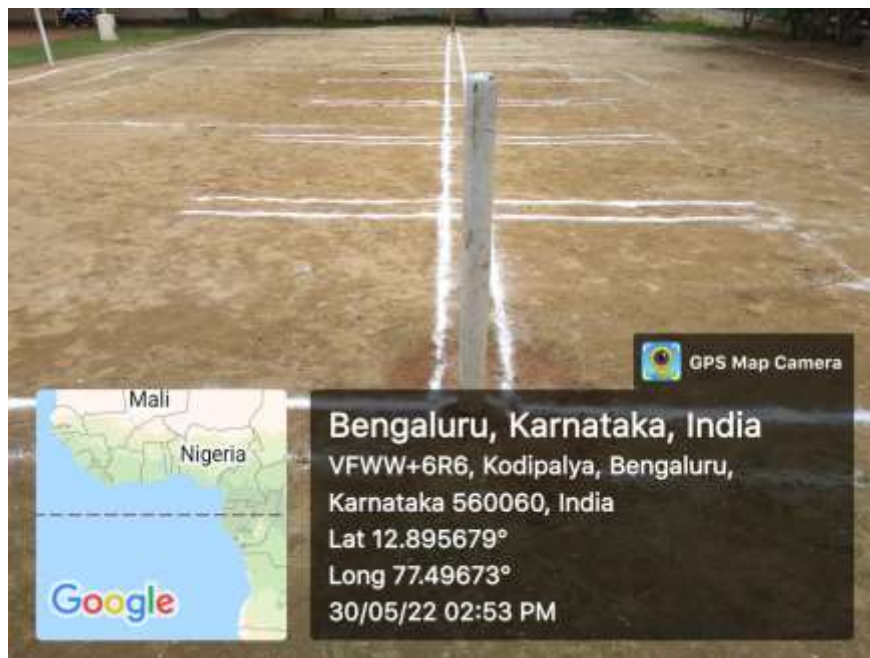 GPS Map Camera
Mali
Nigeria
Google
Bengaluru, Karnataka, India
VFWW+6R6, Kodipalya, Bengaluru,
Karnataka 560060, India
Lat 12.895679°
Long 77.49673°
30/05/22 02:53 PM